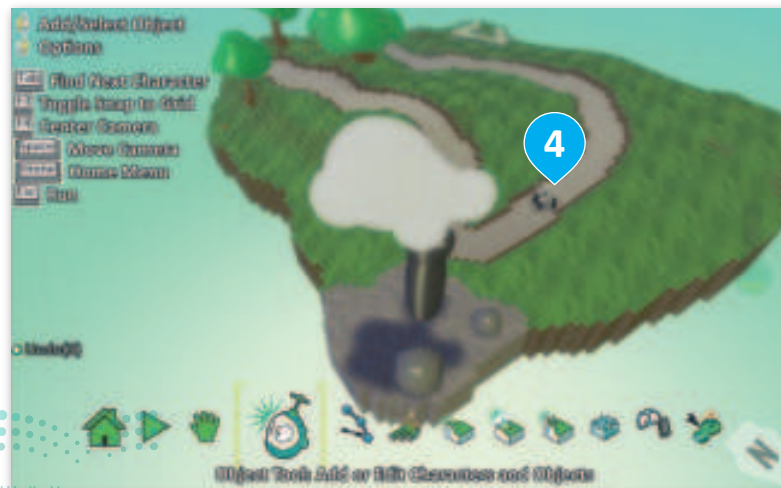 Add/Select Object
Options
Find Next Character
Toggle Snap to Grid
Center Camera
Move Camera
Home Menu
Run
4
Undo
Object Tool: Add or Edit Characters and Objects
N